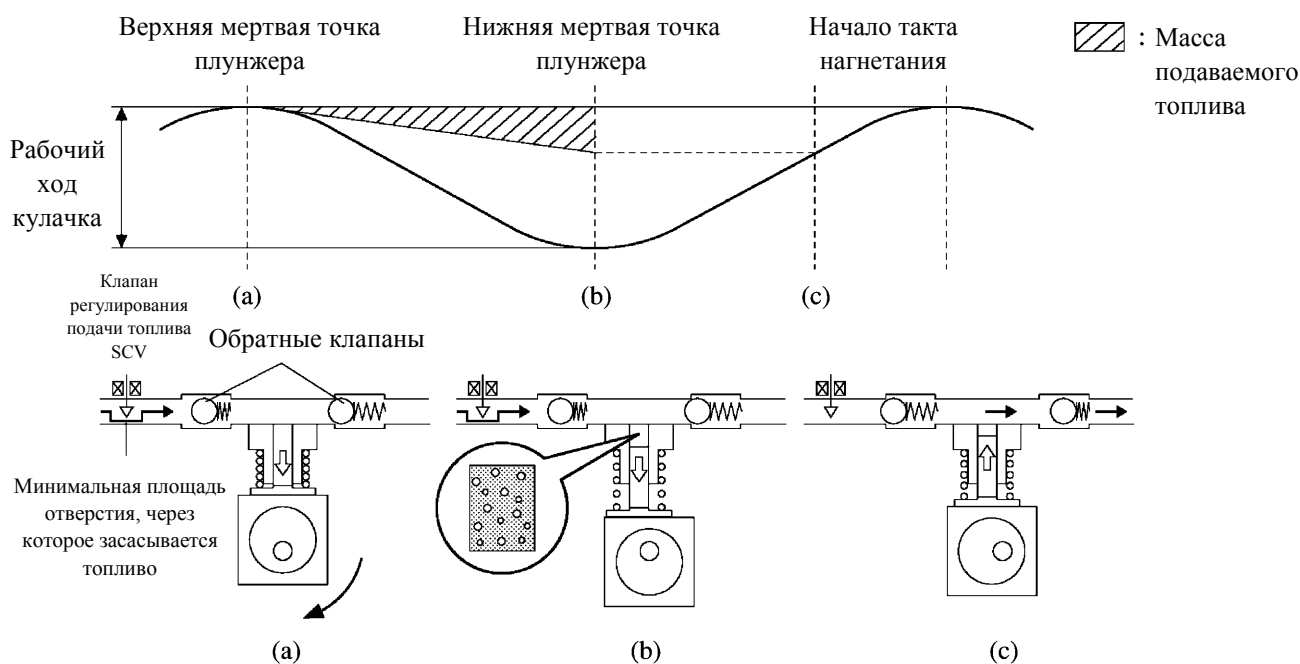 Верхняя мертвая точка
плунжера
Нижняя мертвая точка
плунжера
Начало такта
нагнетания
: Масса
подаваемого
топлива
Рабочий
ход
кулачка
(a)
(b)
(c)
Клапан
регулирования
подачи топлива
SCV
Обратные клапаны
Минимальная площадь
отверстия, через
которое засасывается
топливо
(a)
(b)
(c)